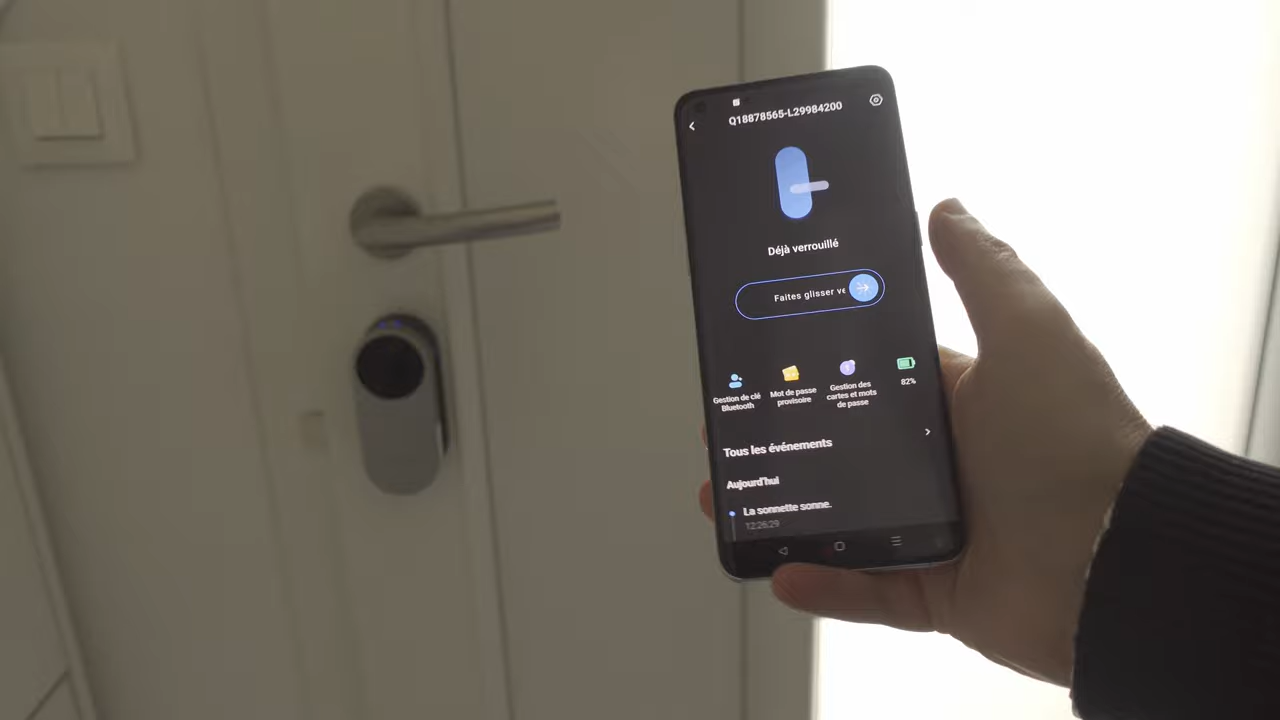 Q18878565-L29984200
Déjà verrouillé
Faites glisser ve
Gestion de clé
Bluetooth
Mot de passe
provisoire
Gestion des
cartes et mots
de passe
82%
Tous les événements
Aujourd'hui
La sonnette sonne.
12:26:29